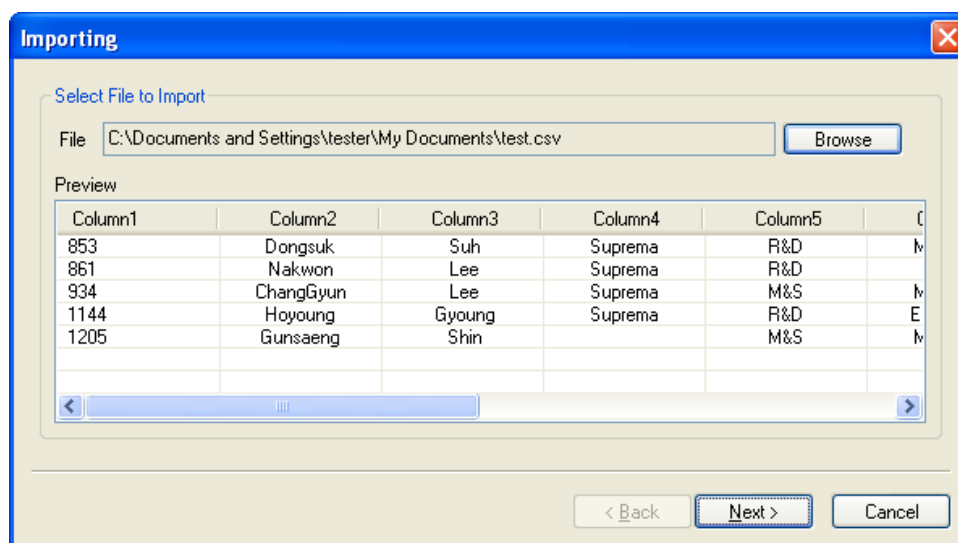 Importing
Select File to Import
File C:\Documents and Settings\tester\My Documents\test.csv Browse
Preview
Column1 Column2 Column3 Column4 Column5
853 Dongsuk Suh Suprema R&D
861 Nakwon Lee Suprema R&D
934 ChangGyun Lee Suprema M&S
1144 Hoyoung Gyoung Suprema R&D E
1205 Gunsaeng Shin M&S
< Back Next > Cancel